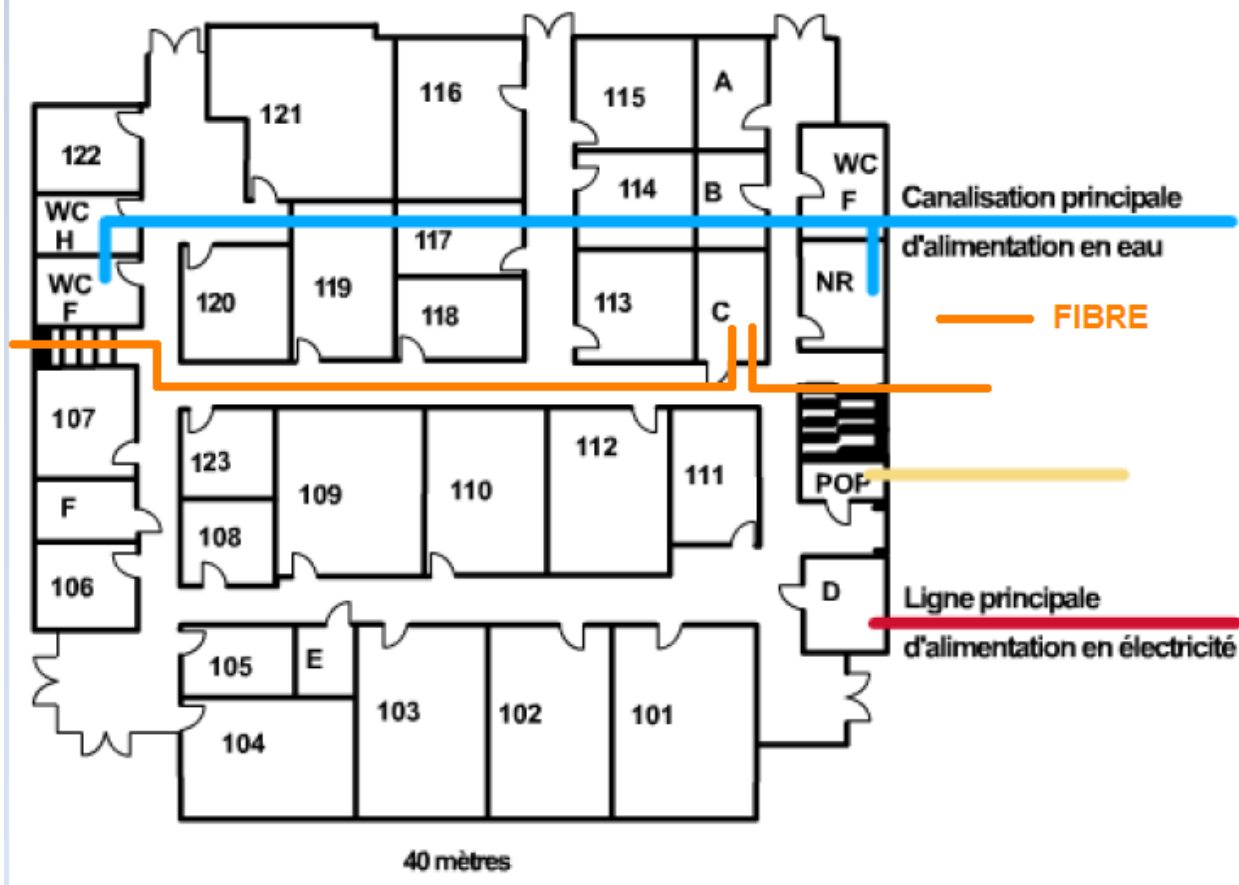 121
116
115
A
122
WC
F
114
B
WC
H
Canalisation principale
d'alimentation en eau
117
WC
F
120
119
118
113
C
NR
FIBRE
107
123
109
110
112
111
POP
F
108
106
D
Ligne principale
d'alimentation en électricité
105
E
103
102
101
104
40 mètres